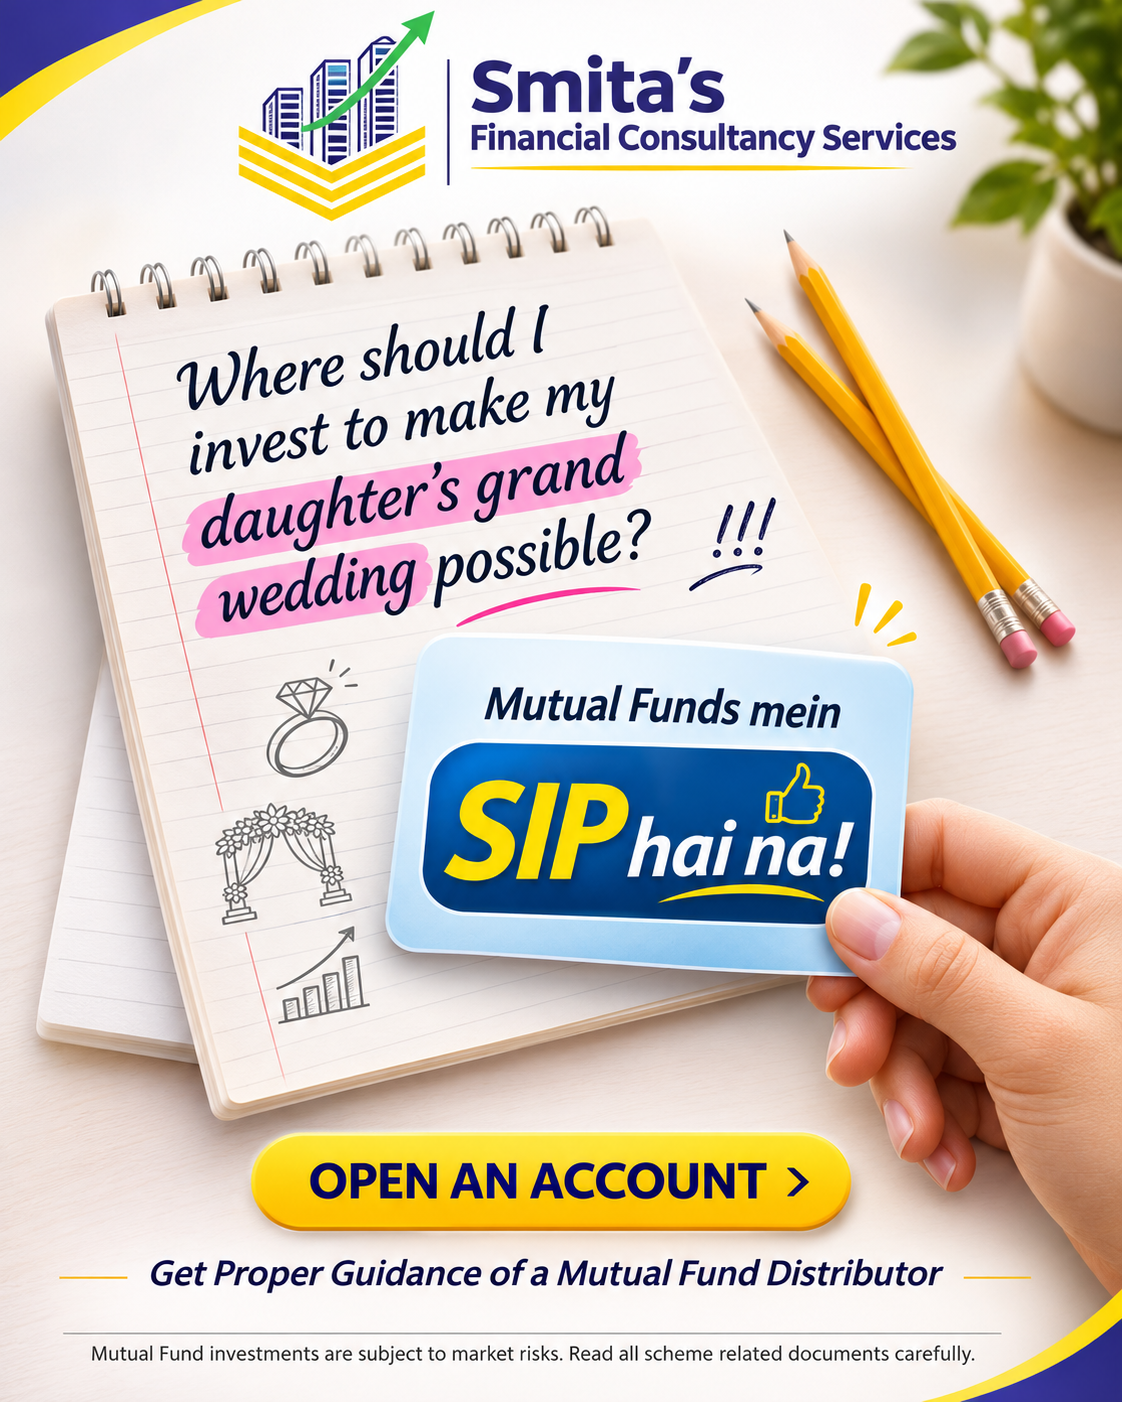 Smita's
Financial Consultancy Services
Where should I
invest to make my
daughter's grand
wedding possible?
!!!
Mutual Funds mein
SIP hai na!
OPEN AN ACCOUNT >
Get Proper Guidance of a Mutual Fund Distributor
Mutual Fund investments are subject to market risks. Read all scheme related documents carefully.